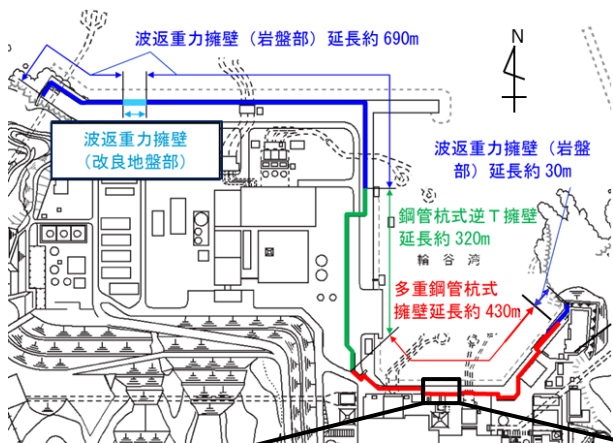 波返重力擁壁（岩盤部）延長約 690m
N
波返重力擁壁
（改良地盤部）
波返重力擁壁（岩盤
部）延長約 30m
鋼管杭式逆Ｔ擁壁
延長約 320m
輪谷湾
多重鋼管杭式
擁壁延長約 430m